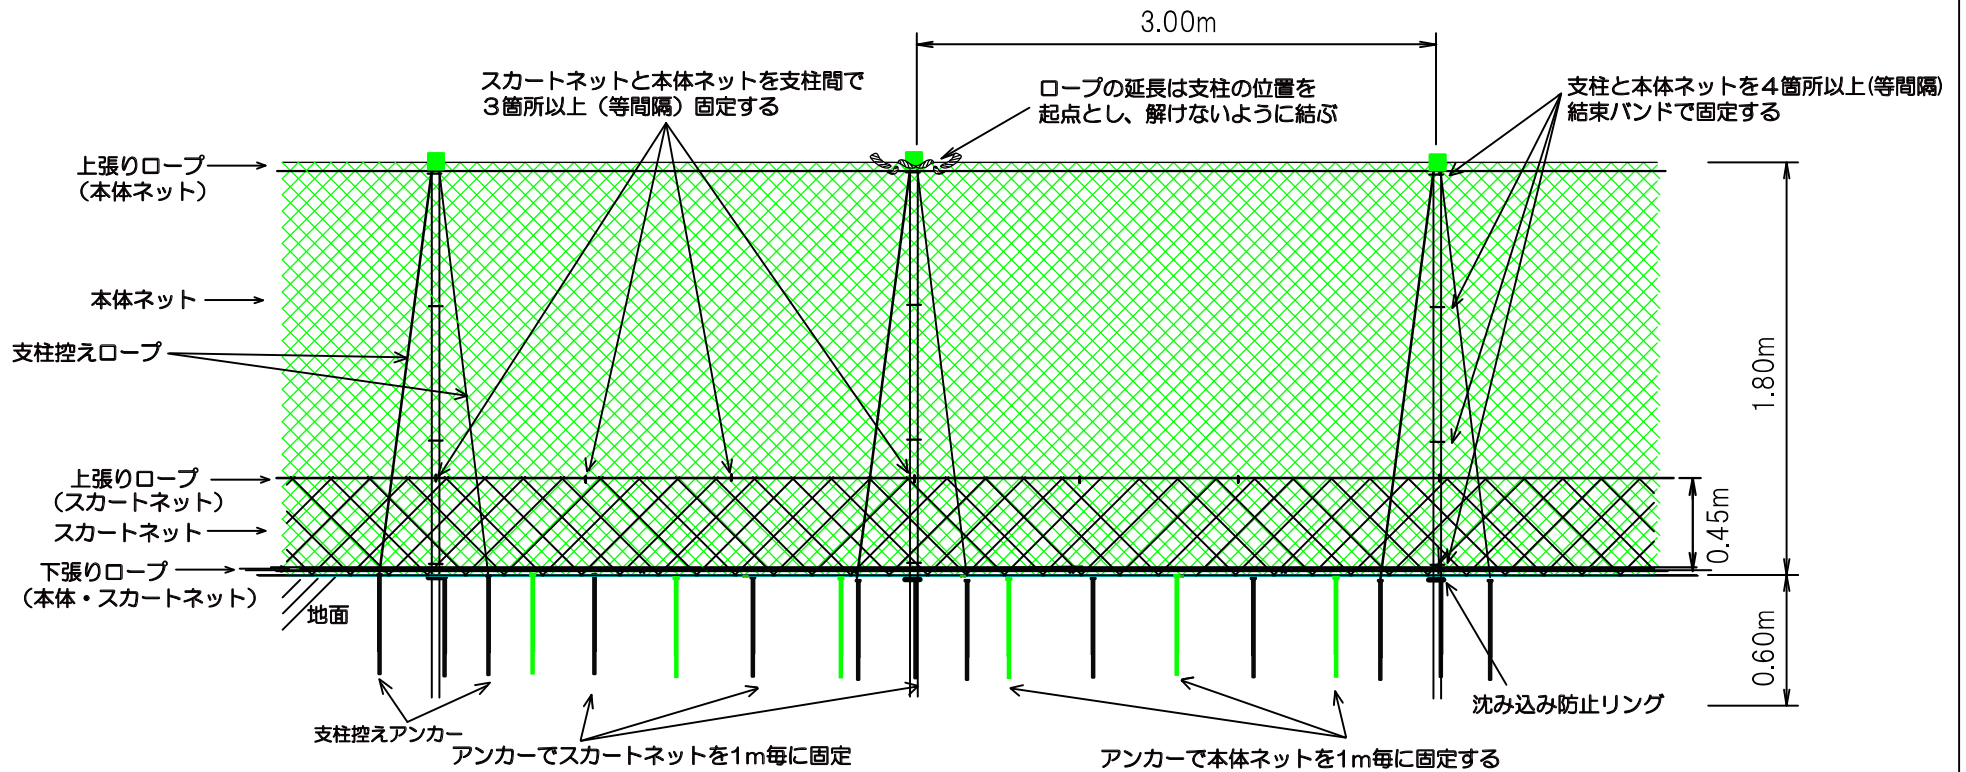 3.00m
スカートネットと本体ネットを支柱間で
３箇所以上（等間隔）固定する
ロープの延長は支柱の位置を
起点とし、解けないように結ぶ
支柱と本体ネットを４箇所以上(等間隔)
結束バンドで固定する
上張りロープ
（本体ネット）
本体ネット
支柱控えロープ
1.80m
上張りロープ
（スカートネット）
スカートネット
0.45m
下張りロープ
（本体・スカートネット）
地面
0.60m
沈み込み防止リング
支柱控えアンカー
アンカーでスカートネットを1m毎に固定
アンカーで本体ネットを1m毎に固定する